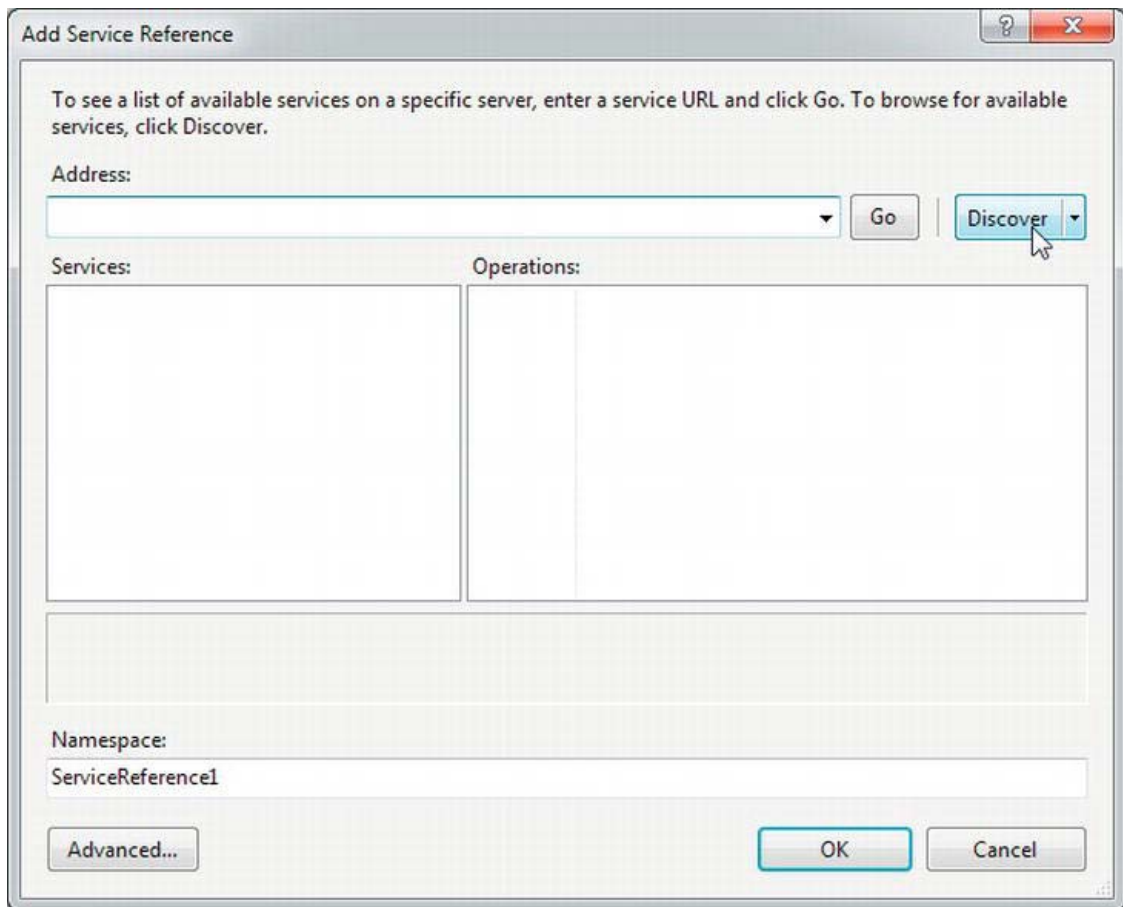 Add Service Reference
To see a list of available services on a specific server, enter a service URL and click Go. To browse for available
services, click Discover.
Address:
Go
Discover
Services:
Operations:
Namespace:
ServiceReference1
Advanced...
OK
Cancel